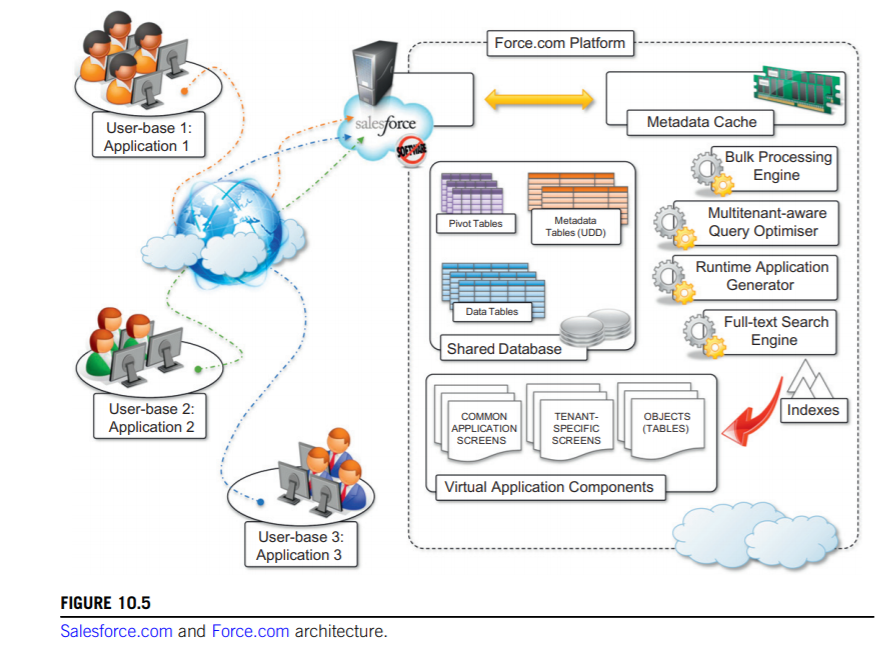 Force.com Platform
User-base 1:
Application 1
salesforce
SOFTWARE
Metadata Cache
Bulk Processing
Engine
Pivot Tables
Metadata
Tables (UDD)
Multitenant-aware
Query Optimiser
Runtime Application
Generator
Data Tables
Full-text Search
Engine
Shared Database
User-base 2:
Application 2
COMMON
APPLICATION
SCREENS
TENANT-
SPECIFIC
SCREENS
OBJECTS
(TABLES)
Indexes
Virtual Application Components
User-base 3:
Application 3
FIGURE 10.5
Salesforce.com and Force.com architecture.